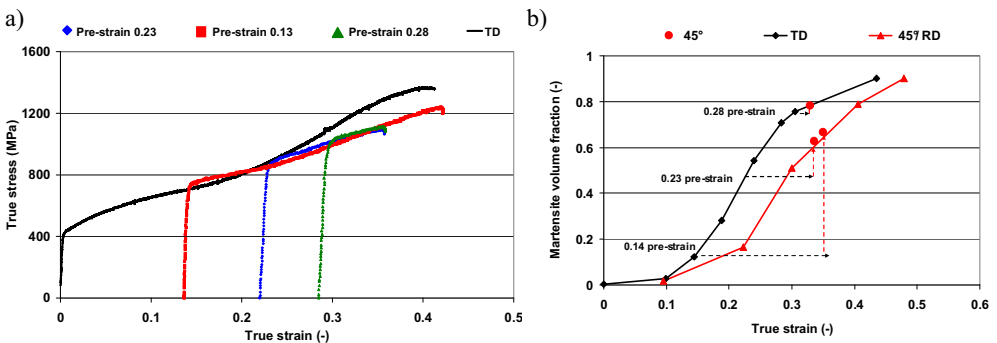 a)
Pre-strain 0.23 Pre-strain 0.13 Pre-strain 0.28 TD
1600
1200
800
400
0
True stress (MPa)
0 0.1 0.2 0.3 0.4 0.5
True strain (-)
b)
45° TD 45°/ RD
1
0.8
0.6
0.4
0.2
0
Martensite volume fraction (-)
0.28 pre-strain
0.23 pre-strain
0.14 pre-strain
0 0.1 0.2 0.3 0.4 0.5 0.6
True strain (-)